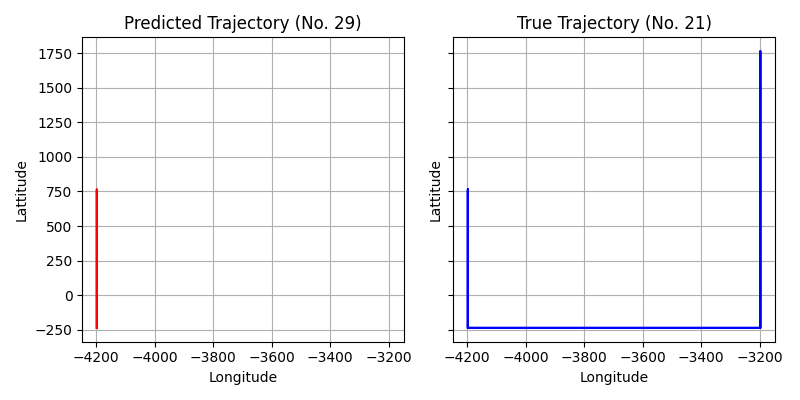 Predicted Trajectory (No. 29)
True Trajectory (No. 21)
Lattitude
1750
1500
1250
1000
750
500
250
0
−250
−4200 −4000 −3800 −3600 −3400 −3200
Longitude
Lattitude
−4200 −4000 −3800 −3600 −3400 −3200
Longitude